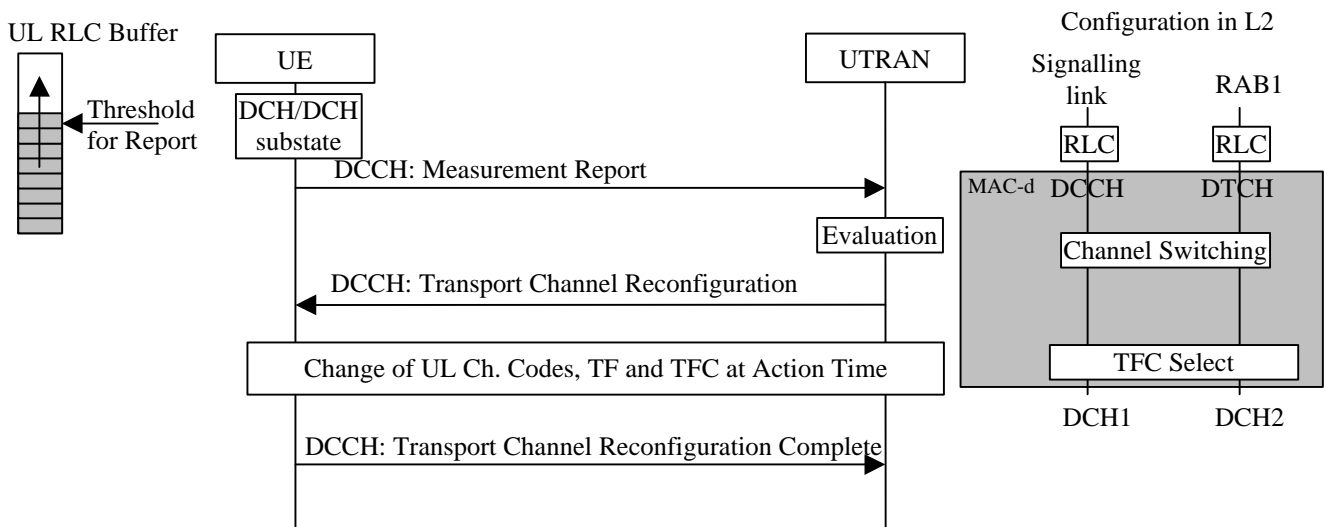 UL RLC Buffer
Threshold
for Report
UE
UTRAN
DCH/DCH
substate
DCCH: Measurement Report
Evaluation
DCCH: Transport Channel Reconfiguration
Change of UL Ch. Codes, TF and TFC at Action Time
DCCH: Transport Channel Reconfiguration Complete
Configuration in L2
Signalling
link
RAB1
RLC
RLC
MAC-d
DCCH
DTCH
Channel Switching
TFC Select
DCH1
DCH2